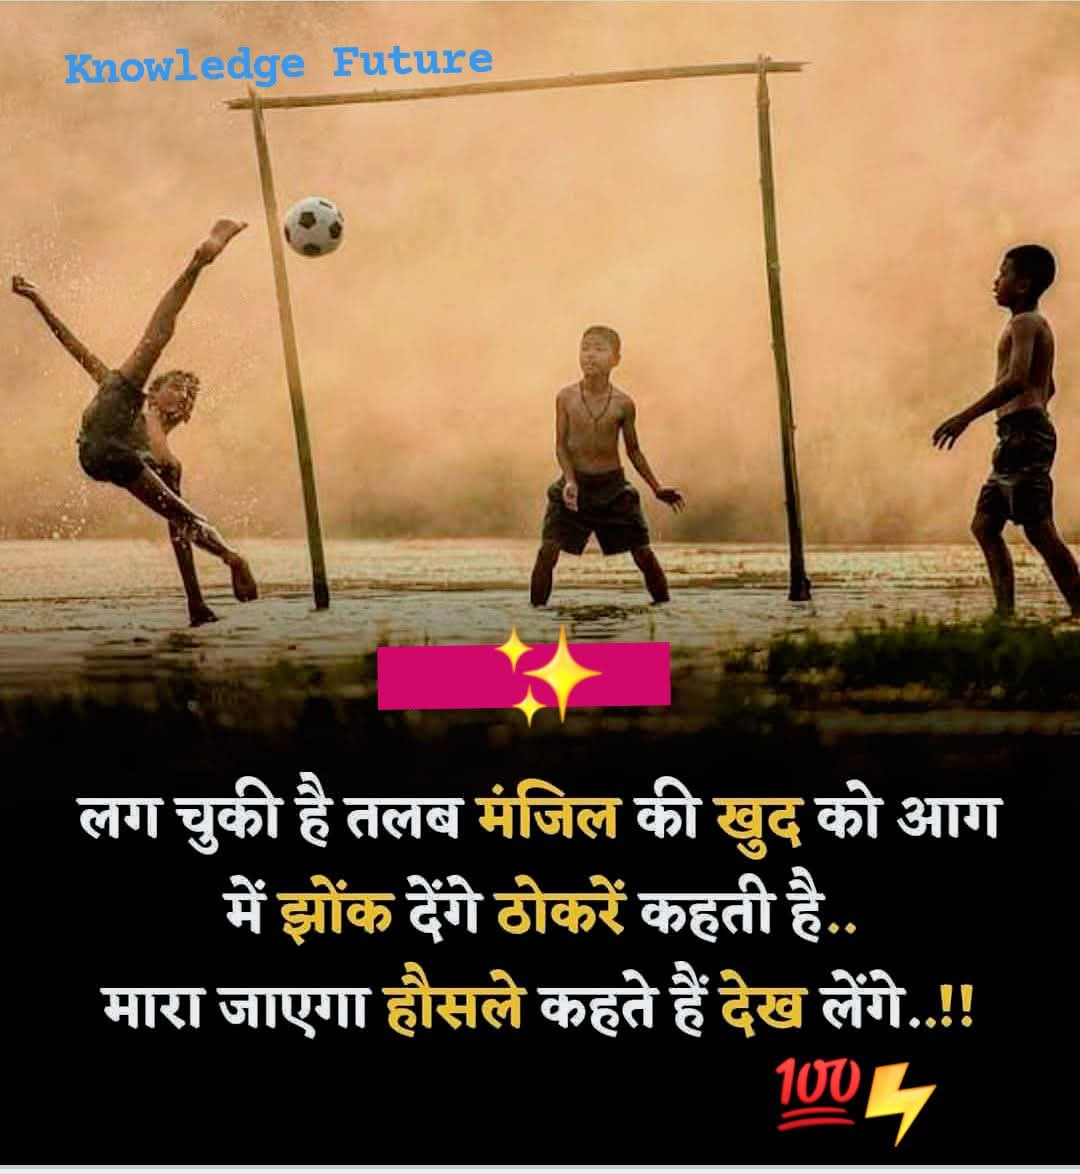 Knowledge Future
लग चुकी है तलब मंजिल की खुद को आग
में झोंक देंगे ठोकरें कहती है..
मारा जाएगा हौसले कहते हैं देख लेंगे..!!
💯⚡